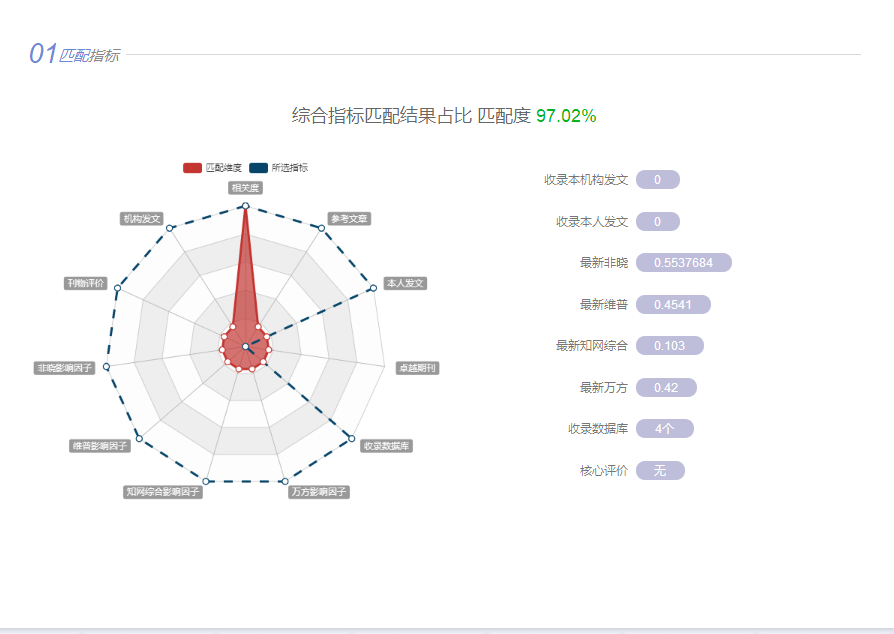 01匹配指标
综合指标匹配结果占比 匹配度 97.02%
匹配维度 所选指标
相关度
参考文章
本人发文
卓越期刊
收录数据库
万方影响因子
知网综合影响因子
维普影响因子
非晓影响因子
刊物评价
机构发文
收录本机构发文 0
收录本人发文 0
最新非晓 0.5537684
最新维普 0.4541
最新知网综合 0.103
最新万方 0.42
收录数据库 4个
核心评价 无